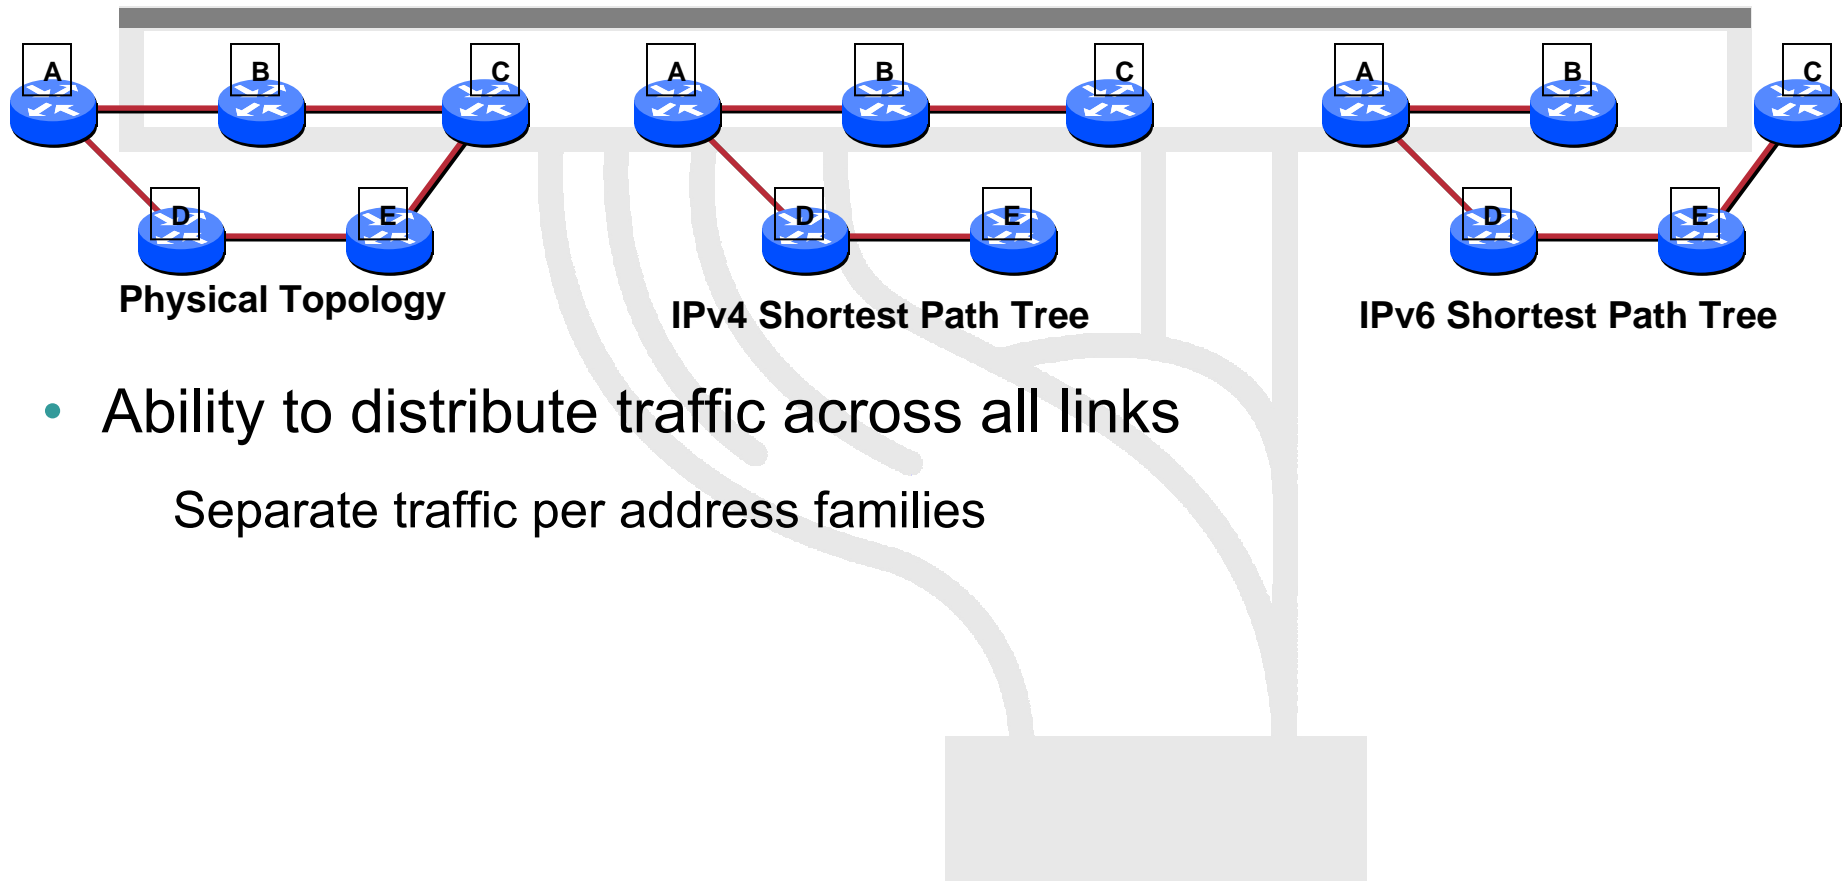 A B C
D E
Physical Topology
A B C
D E
IPv4 Shortest Path Tree
A B C
D E
IPv6 Shortest Path Tree
• Ability to distribute traffic across all links
Separate traffic per address families